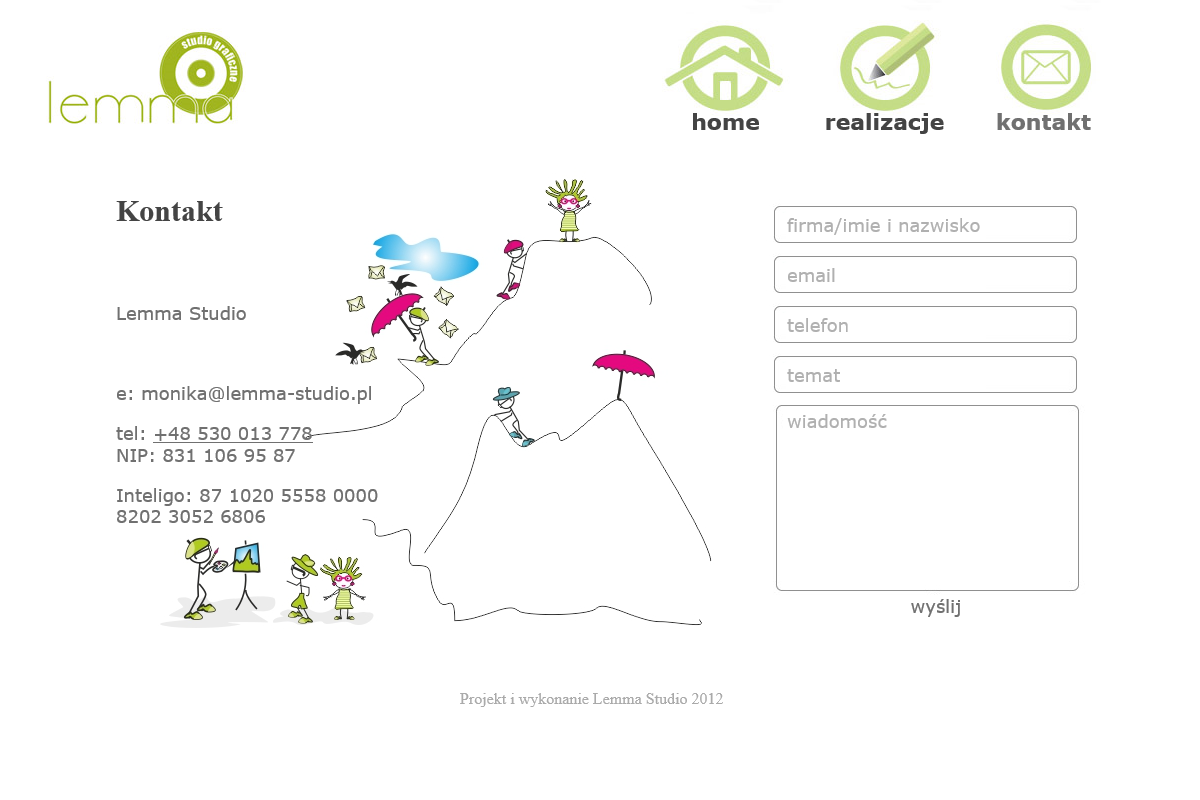 studio graficzne
lemma
home
realizacje
kontakt
Kontakt
Lemma Studio
e: monika@lemma-studio.pl
tel: +48 530 013 778
NIP: 831 106 95 87
Inteligo: 87 1020 5558 0000
8202 3052 6806
firma/imie i nazwisko
email
telefon
temat
wiadomość
wyślij
Projekt i wykonanie Lemma Studio 2012